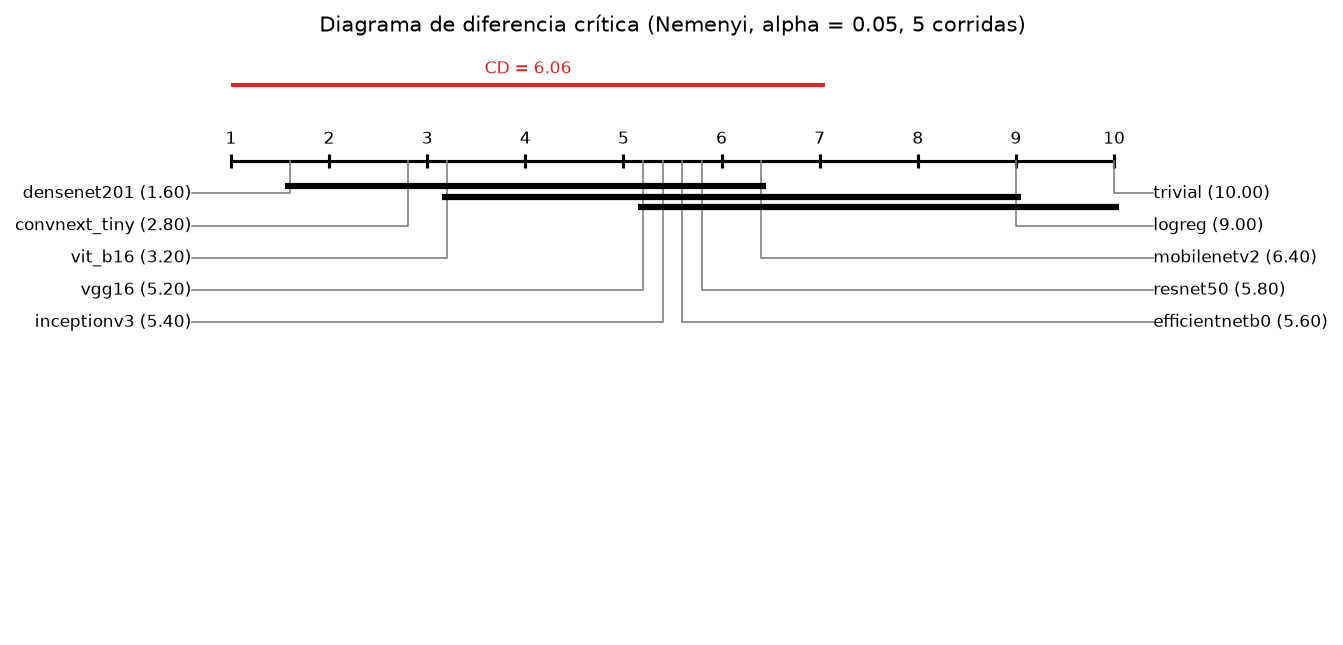 Diagrama de diferencia crítica (Nemenyi, alpha = 0.05, 5 corridas)
CD = 6.06
1 2 3 4 5 6 7 8 9 10
densenet201 (1.60) trivial (10.00)
convnext_tiny (2.80) logreg (9.00)
vit_b16 (3.20) mobilenetv2 (6.40)
vgg16 (5.20) resnet50 (5.80)
inceptionv3 (5.40) efficientnetb0 (5.60)